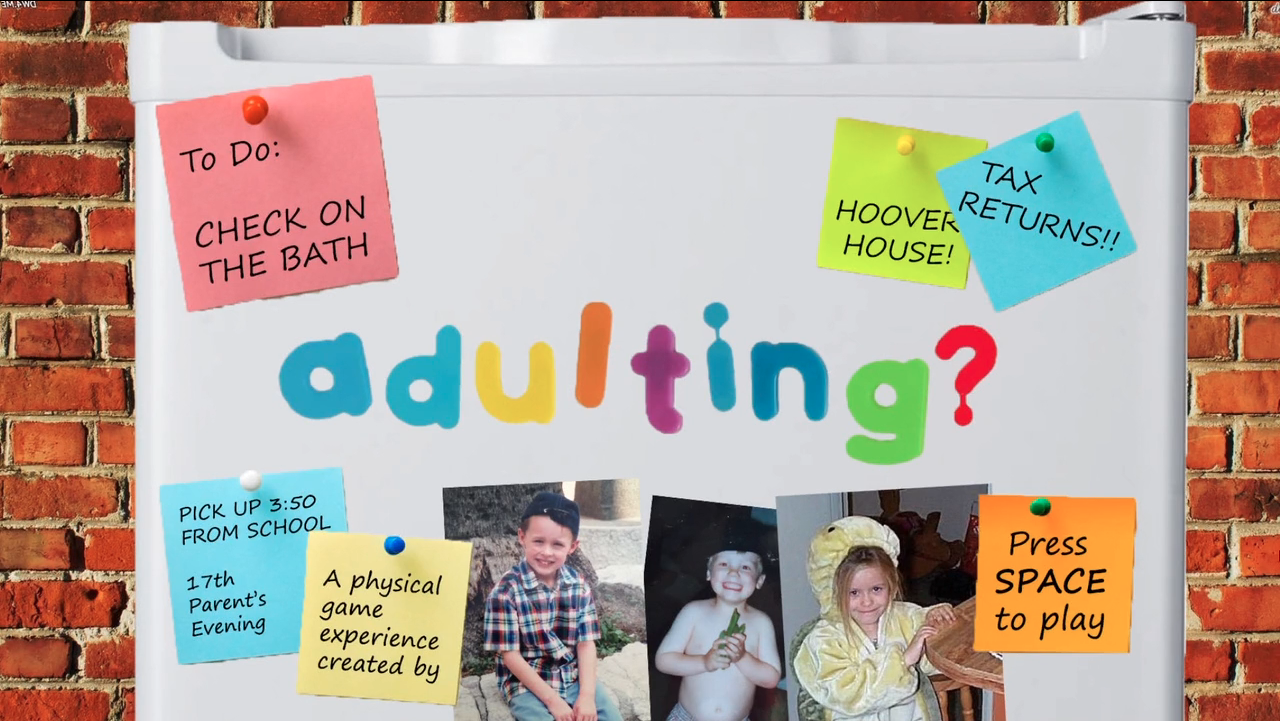 To Do:
CHECK ON
THE BATH
HOOVER
HOUSE!
TAX
RETURNS!!
adulting?
PICK UP 3:50
FROM SCHOOL
17th
Parent's
Evening
A physical
game
experience
created by
Press
SPACE
to play